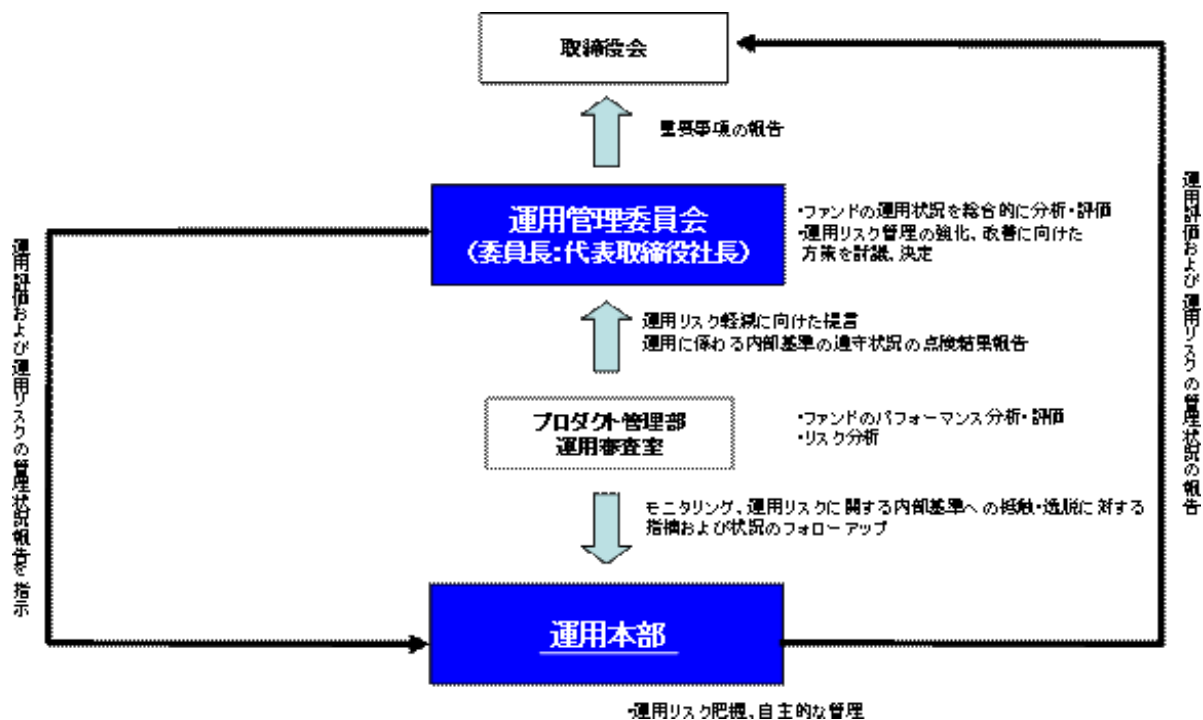 取締役会
重要事項の報告
運用管理委員会
(委員長:代表取締役社長)
・ファンドの運用状況を総合的に分析・評価
・運用リスク管理の強化、改善に向けた
方策を討議、決定
運用リスク軽減に向けた提言
運用に係わる内部基準の遵守状況の点検結果報告
プロダクト管理部
運用審査室
・ファンドのパフォーマンス分析・評価
・リスク分析
モニタリング、運用リスクに関する内部基準への抵触・逸脱に対する
指摘および状況のフォローアップ
運用本部
・運用リスク把握、自主的な管理
運用評価および運用リスクの管理状況報告を指示
運用評価および運用リスクの管理状況の報告